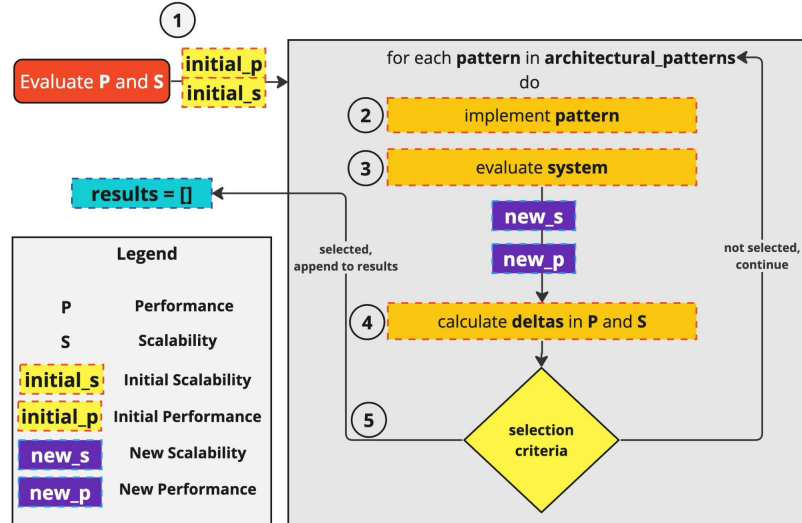 1
Evaluate P and S
initial_p
initial_s
for each pattern in architectural_patterns
do
2
implement pattern
3
evaluate system
results = []
new_s
new_p
selected,
append to results
not selected,
continue
4
calculate deltas in P and S
5
selection
criteria
Legend
P Performance
S Scalability
initial_s Initial Scalability
initial_p Initial Performance
new_s New Scalability
new_p New Performance